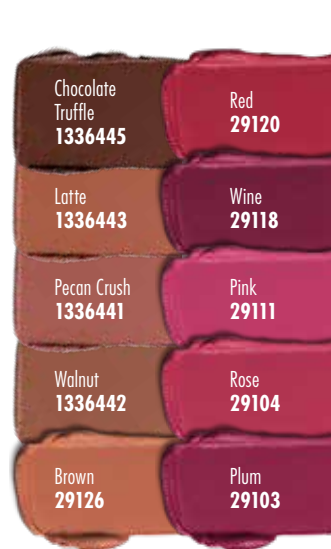 Chocolate
Truffle
1336445
Red
29120
Latte
1336443
Wine
29118
Pecan Crush
1336441
Pink
29111
Walnut
1336442
Rose
29104
Brown
29126
Plum
29103